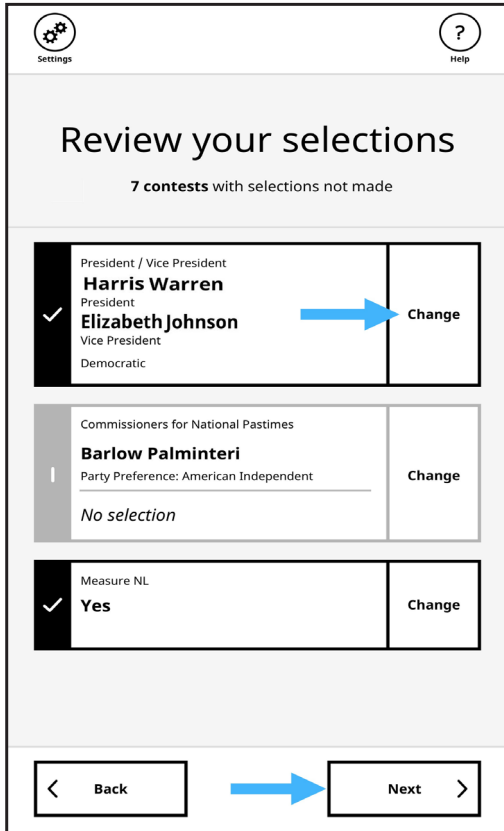 Settings
?
Help
Review your selections
7 contests with selections not made
President / Vice President
Harris Warren
President
Elizabeth Johnson
Vice President
Democratic
Change
Commissioners for National Pastimes
Barlow Palminteri
Party Preference: American Independent
No selection
Change
Measure NL
Yes
Change
Back
Next